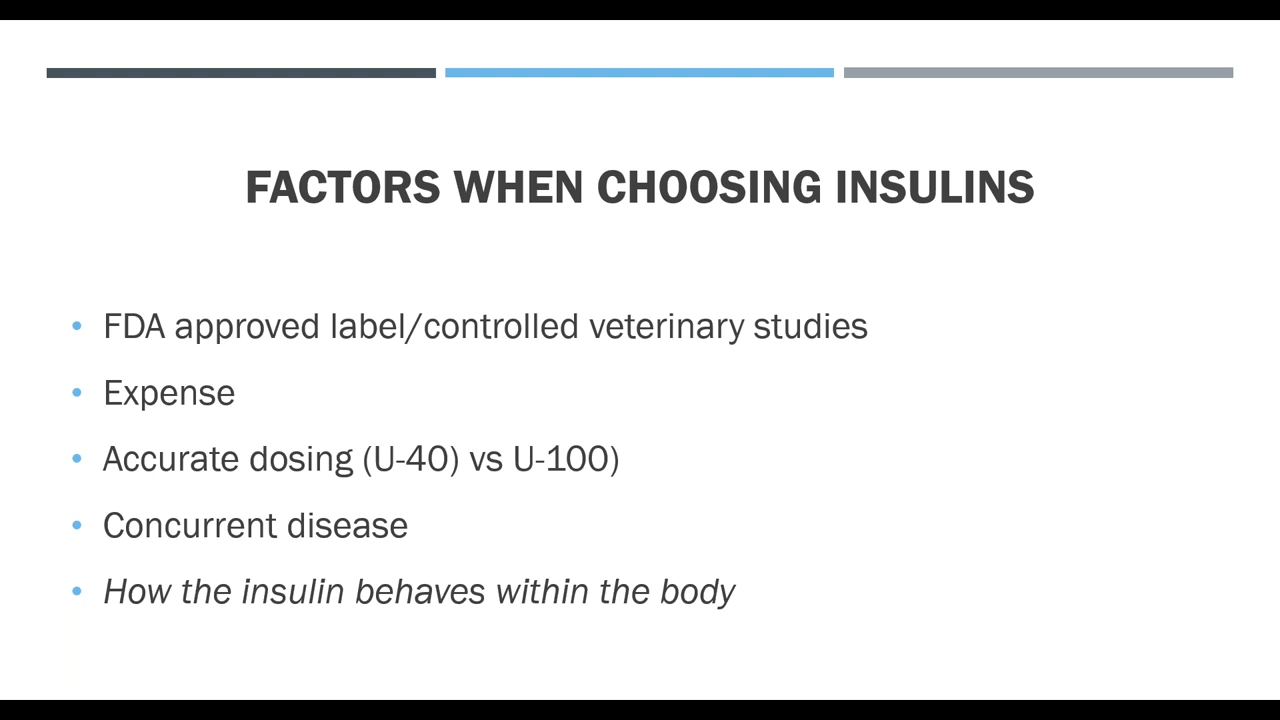 FACTORS WHEN CHOOSING INSULINS
• FDA approved label/controlled veterinary studies
• Expense
• Accurate dosing (U-40) vs U-100)
• Concurrent disease
• How the insulin behaves within the body